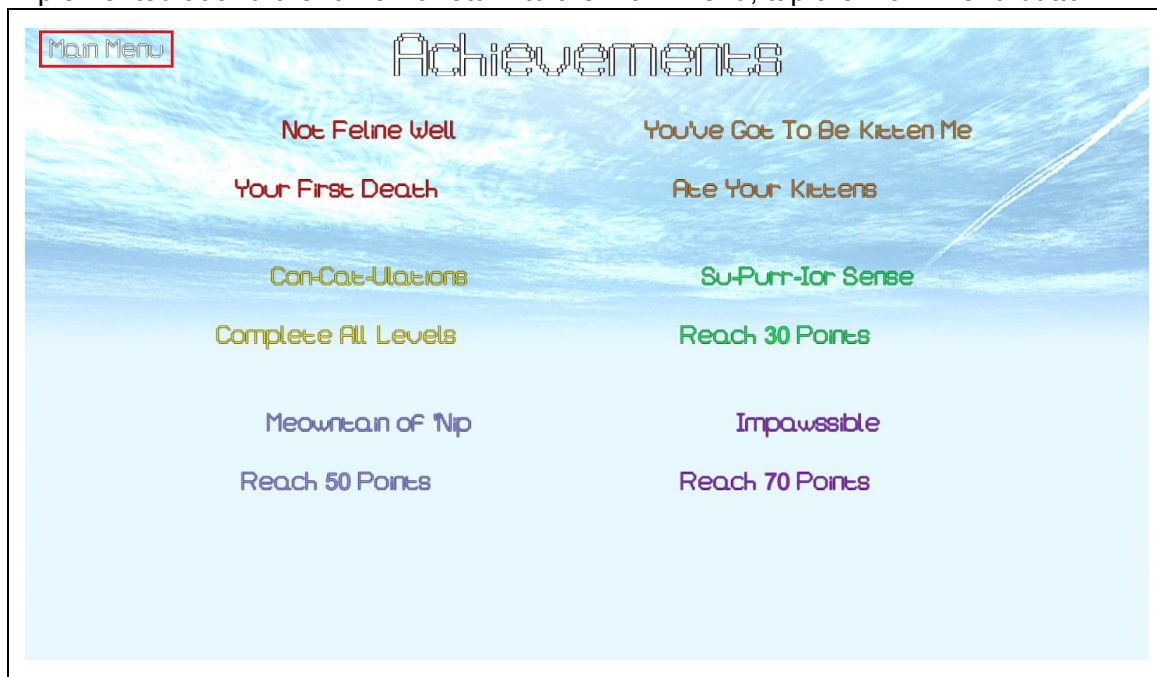 Main Menu
Achievements
Not Feline Well
You've Got To Be Kitten Me
Your First Death
Ate Your Kittens
Con-Cat-Ulations
Su-Purr-Ior Sense
Complete All Levels
Reach 30 Points
Meowntain of 'Nip
Impawssible
Reach 50 Points
Reach 70 Points